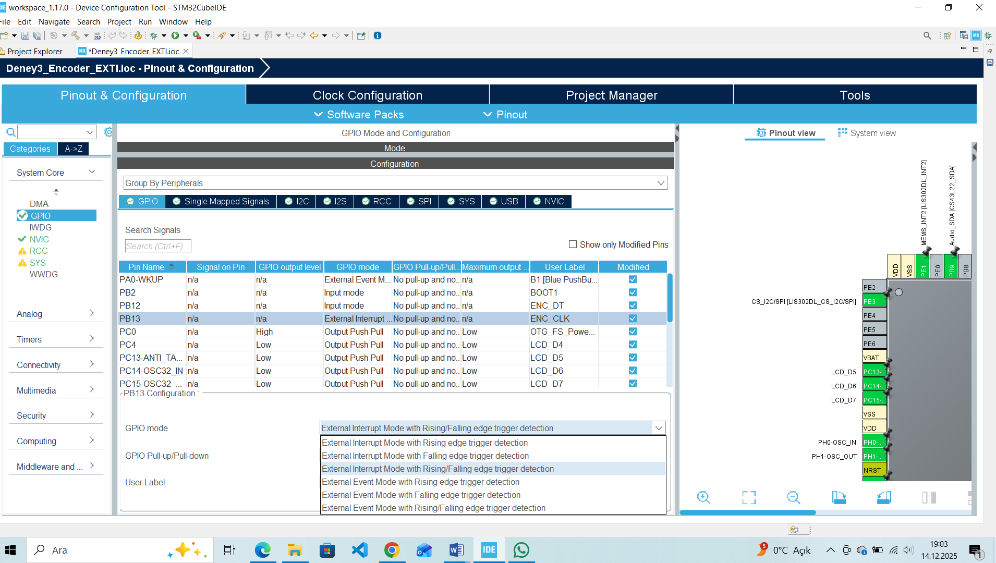 workspace_1.17.0 - Device Configuration Tool - STM32CubeIDE
File Edit Navigate Search Project Run Window Help
Project Explorer
*Deney3_Encoder_EXTI.ioc
Deney3_Encoder_EXTI.ioc - Pinout & Configuration
Pinout & Configuration
Clock Configuration
Project Manager
Tools
Software Packs
Pinout
Categories A->Z
System Core
DMA
GPIO
IWDG
NVIC
RCC
SYS
WWDG
Analog
Timers
Connectivity
Multimedia
Security
Computing
Middleware and ...
GPIO Mode and Configuration
Mode
Configuration
Group By Peripherals
GPIO Single Mapped Signals I2C I2S RCC SPI SYS USB NVIC
Search Signals
Search (Ctrl+F)
Show only Modified Pins
Pin Name Signal on Pin GPIO output level GPIO mode GPIO Pull-up/Pull... Maximum output ... User Label Modified
PA0-WKUP n/a n/a External Event M... No pull-up and no... n/a B1 [Blue PushBu...
PB2 n/a n/a Input mode No pull-up and no... n/a BOOT1
PB12 n/a n/a Input mode No pull-up and no... n/a ENC_DT
PB13 n/a n/a External Interrupt ... No pull-up and no... n/a ENC_CLK
PC0 n/a High Output Push Pull No pull-up and no... Low OTG_FS_Powe...
PC4 n/a Low Output Push Pull No pull-up and no... Low LCD_D4
PC13-ANTI_TA... n/a Low Output Push Pull No pull-up and no... Low LCD_D5
PC14-OSC32_IN n/a Low Output Push Pull No pull-up and no... Low LCD_D6
PC15-OSC32_... n/a Low Output Push Pull No pull-up and no... Low LCD_D7
PB13 Configuration
GPIO mode
External Interrupt Mode with Rising/Falling edge trigger detection
External Interrupt Mode with Rising edge trigger detection
External Interrupt Mode with Falling edge trigger detection
External Interrupt Mode with Rising/Falling edge trigger detection
External Event Mode with Rising edge trigger detection
External Event Mode with Falling edge trigger detection
External Event Mode with Rising/Falling edge trigger detection
GPIO Pull-up/Pull-down
User Label
Pinout view
System view
MEMS_INT2 [LIS302DL_INT2]
Audio_SDA [CS43L22_SDA]
VDD
VSS
PE1
PE0
PB9
PB8
PE2
CS_I2C/SPI [LIS302DL_CS_I2C/SPI] PE3
PE4
PE5
PE6
VBAT
LCD_D5 PC13-
LCD_D6 PC14-
LCD_D7 PC15-
VSS
VDD
PH0-OSC_IN PH0-
PH1-OSC_OUT PH1-
NRST
Ara
IDE
0°C Açık
19:03
14.12.2025